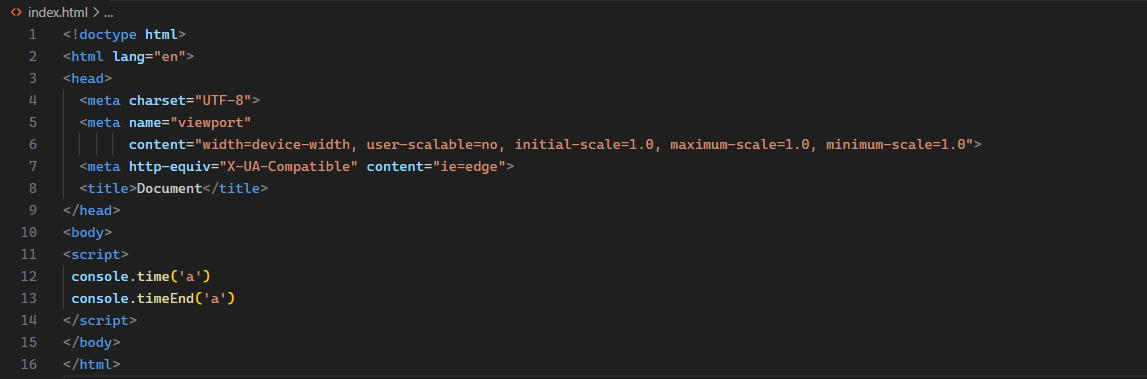 <> index.html > ...
1 <!doctype html>
2 <html lang="en">
3 <head>
4   <meta charset="UTF-8">
5   <meta name="viewport"
6         content="width=device-width, user-scalable=no, initial-scale=1.0, maximum-scale=1.0, minimum-scale=1.0">
7   <meta http-equiv="X-UA-Compatible" content="ie=edge">
8   <title>Document</title>
9 </head>
10 <body>
11 <script>
12  console.time('a')
13  console.timeEnd('a')
14 </script>
15 </body>
16 </html>